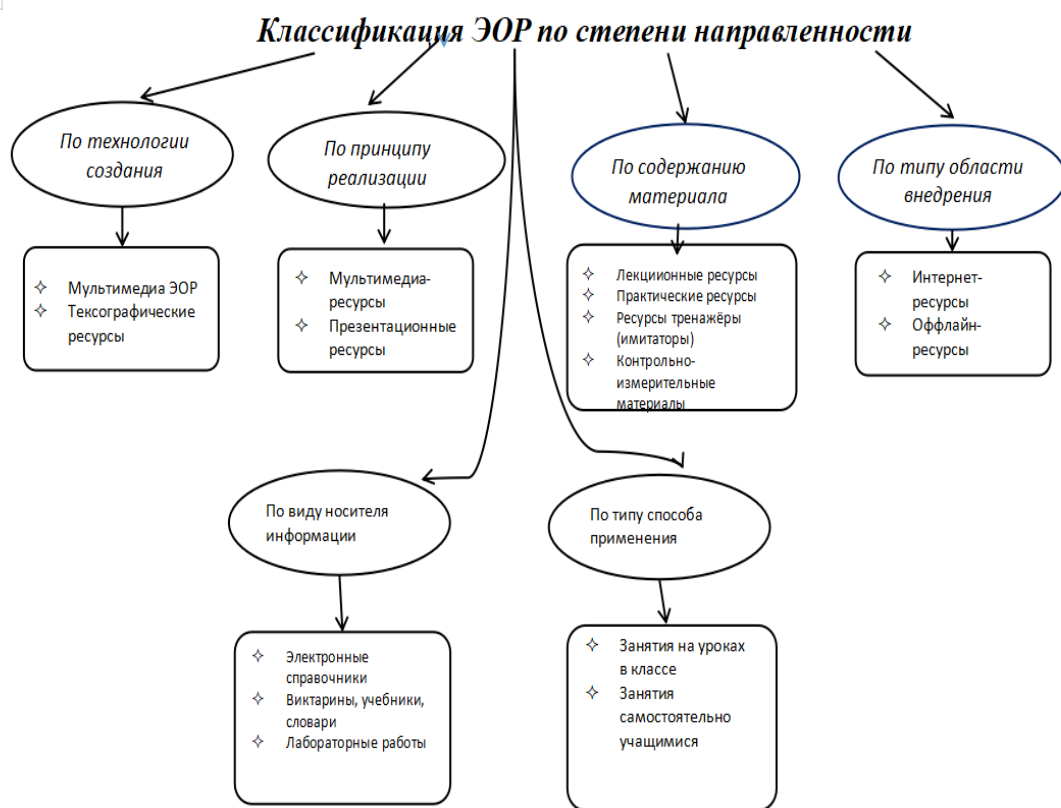 Классификация ЭОР по степени направленности
По технологии
создания
По принципу
реализации
По содержанию
материала
По типу области
внедрения
Мультимедиа ЭОР
Тексографические
ресурсы
Мультимедиа-
ресурсы
Презентационные
ресурсы
Лекциионные ресурсы
Практические ресурсы
Ресурсы тренажёры
(имитаторы)
Контрольно-
измерительные
материалы
Интернет-
ресурсы
Оффлайн-
ресурсы
По виду носителя
информации
По типу способа
применения
Электронные
справочники
Виктарины, учебники,
словари
Лабораторные работы
Занятия на уроках
в классе
Занятия
самостоятельно
учащимися